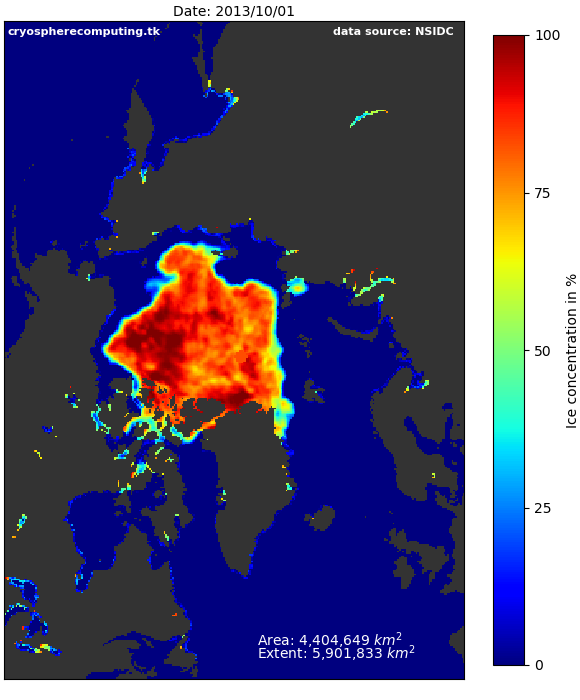 Date: 2013/10/01
cryospherecomputing.tk data source: NSIDC
100
75
50
25
0
Ice concentration in %
Area: 4,404,649 km²
Extent: 5,901,833 km²